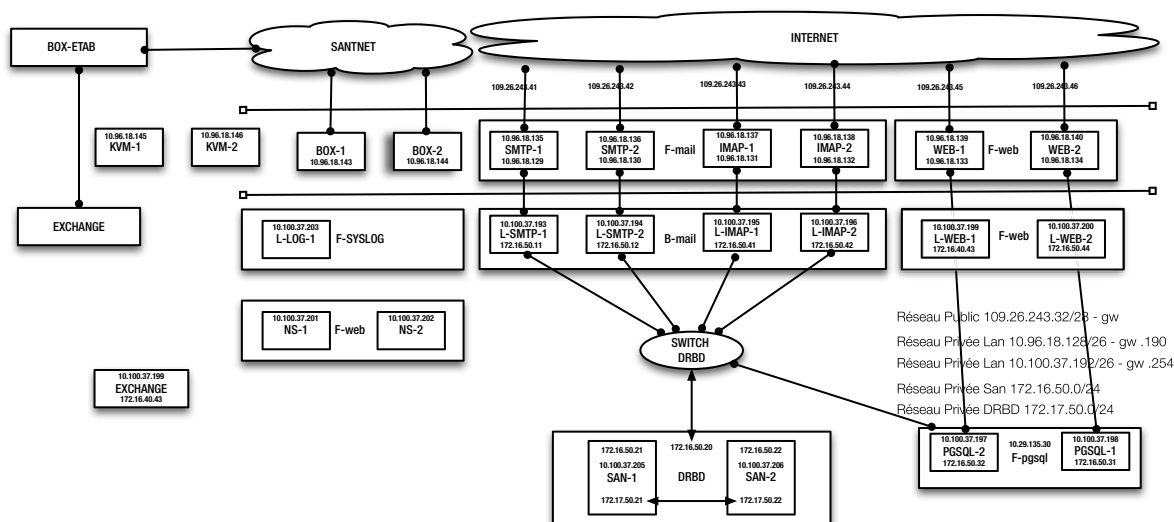 BOX-ETAB
SANTNET
INTERNET
109.26.243.41
109.26.243.42
109.26.243.43
109.26.243.44
109.26.243.45
109.26.243.46
10.96.18.145
KVM-1
10.96.18.146
KVM-2
BOX-1
10.96.18.143
BOX-2
10.96.18.144
10.96.18.135
SMTP-1
10.96.18.129
10.96.18.136
SMTP-2
10.96.18.130
F-mail
10.96.18.137
IMAP-1
10.96.18.131
10.96.18.138
IMAP-2
10.96.18.132
10.96.18.139
WEB-1
10.96.18.133
F-web
10.96.18.140
WEB-2
10.96.18.134
EXCHANGE
10.100.37.203
L-LOG-1
F-SYSLOG
10.100.37.193
L-SMTP-1
172.16.50.11
10.100.37.194
L-SMTP-2
172.16.50.12
B-mail
10.100.37.195
L-IMAP-1
172.16.50.41
10.100.37.196
L-IMAP-2
172.16.50.42
10.100.37.199
L-WEB-1
172.16.40.43
F-web
10.100.37.200
L-WEB-2
172.16.50.44
10.100.37.201
NS-1
F-web
10.100.37.202
NS-2
SWITCH
DRBD
Réseau Public 109.26.243.32/28 - gw
Réseau Privée Lan 10.96.18.128/26 - gw .190
Réseau Privée Lan 10.100.37.192/26 - gw .254
Réseau Privée San 172.16.50.0/24
Réseau Privée DRBD 172.17.50.0/24
10.100.37.199
EXCHANGE
172.16.40.43
172.16.50.21
10.100.37.205
SAN-1
172.17.50.21
172.16.50.20
DRBD
172.16.50.22
10.100.37.206
SAN-2
172.17.50.22
10.100.37.197
PGSQL-2
172.16.50.32
10.29.135.30
F-pgsql
10.100.37.198
PGSQL-1
172.16.50.31